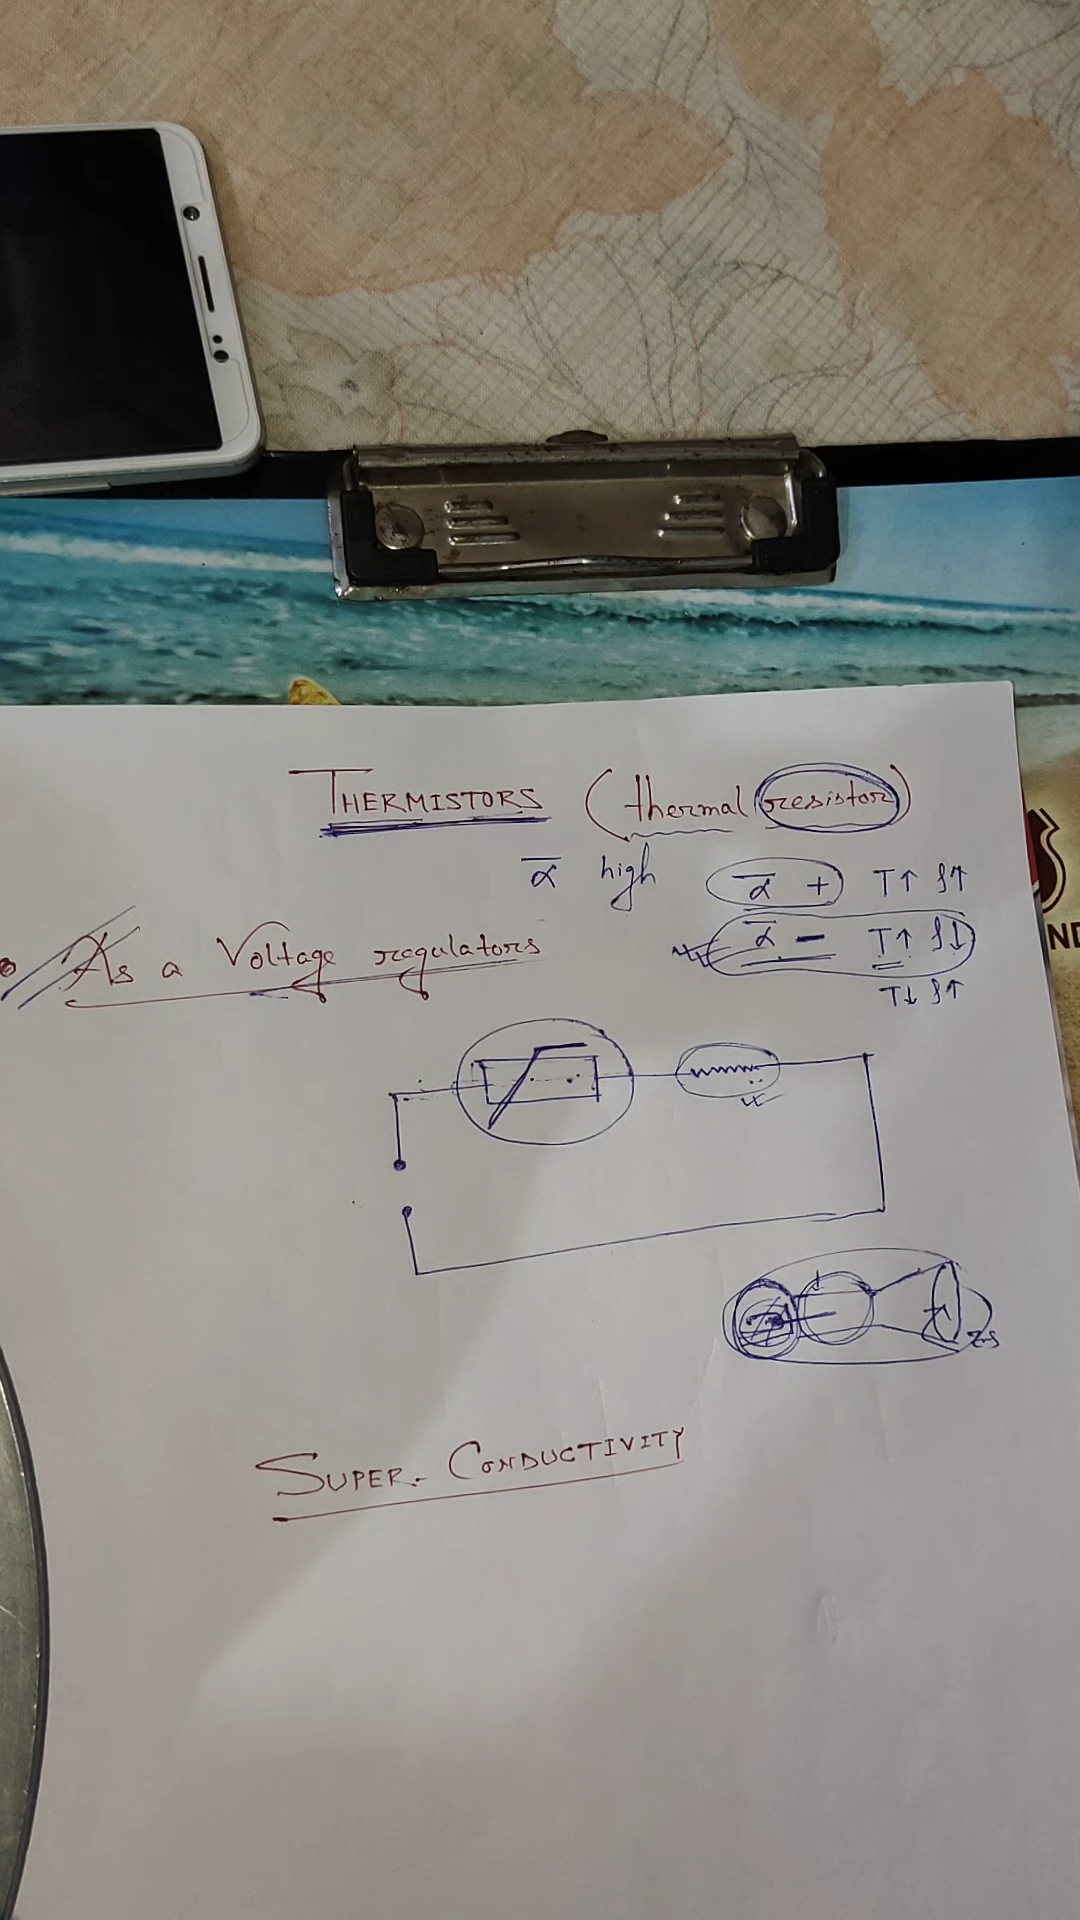 THERMISTORS (thermal resistor)
α high
α + T↑ ρ↑
α - T↑ ρ↓
T↓ ρ↑
As a Voltage regulators
SUPER-CONDUCTIVITY